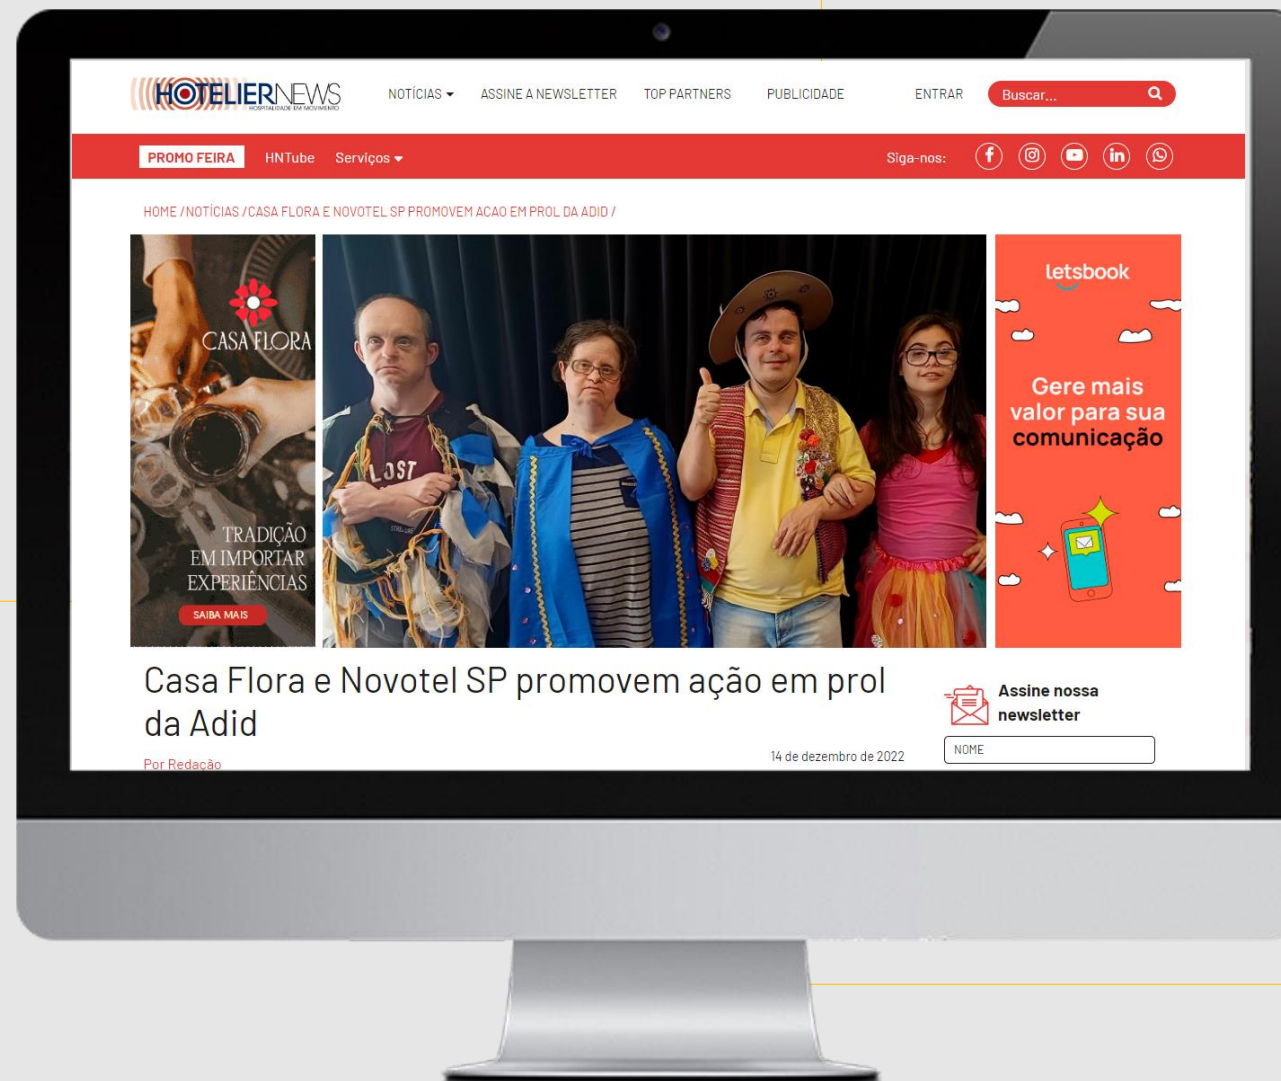 HOTELIERNEWS
HOSPITALIDADE EM MOVIMENTO
NOTÍCIAS
ASSINE A NEWSLETTER
TOP PARTNERS
PUBLICIDADE
ENTRAR
Buscar...
PROMO FEIRA
HNTube
Serviços
Siga-nos:
HOME /NOTÍCIAS /CASA FLORA E NOVOTEL SP PROMOVEM ACAO EM PROL DA ADID /
CASA FLORA
TRADIÇÃO
EM IMPORTAR
EXPERIÊNCIAS
SAIBA MAIS
LOST
letsbook
Gere mais
valor para sua
comunicação
Casa Flora e Novotel SP promovem ação em prol
da Adid
Por Redação
14 de dezembro de 2022
Assine nossa
newsletter
NOME